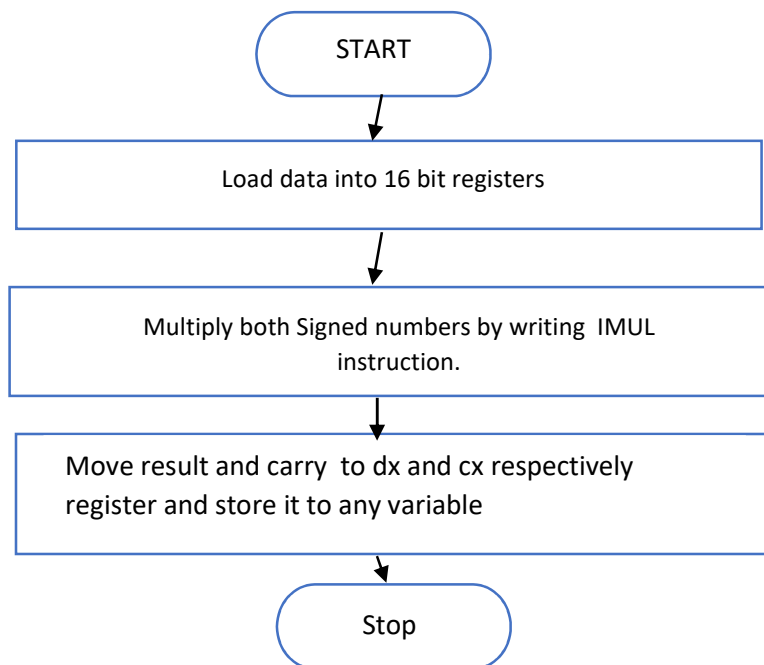 START
Load data into 16 bit registers
Multiply both Signed numbers by writing IMUL
instruction.
Move result and carry to dx and cx respectively
register and store it to any variable
Stop